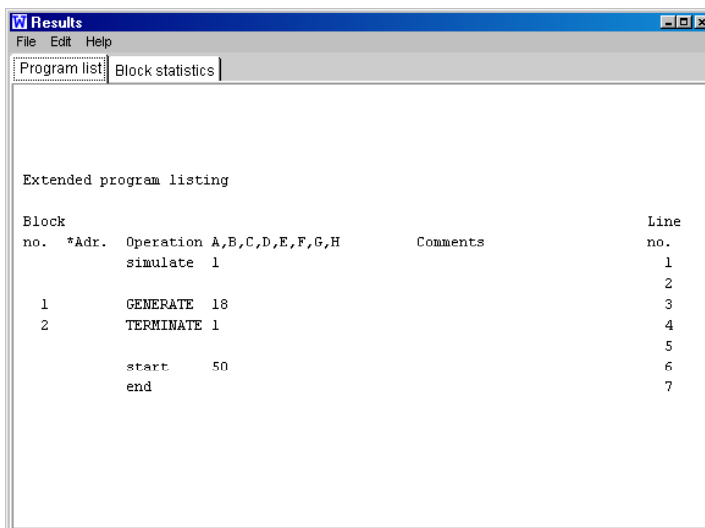 Results
File Edit Help
Program list Block statistics
Extended program listing
Block Line
no. *Adr. Operation A,B,C,D,E,F,G,H Comments no.
simulate 1 1
2
1 GENERATE 18 3
2 TERMINATE 1 4
5
start 50 6
end 7